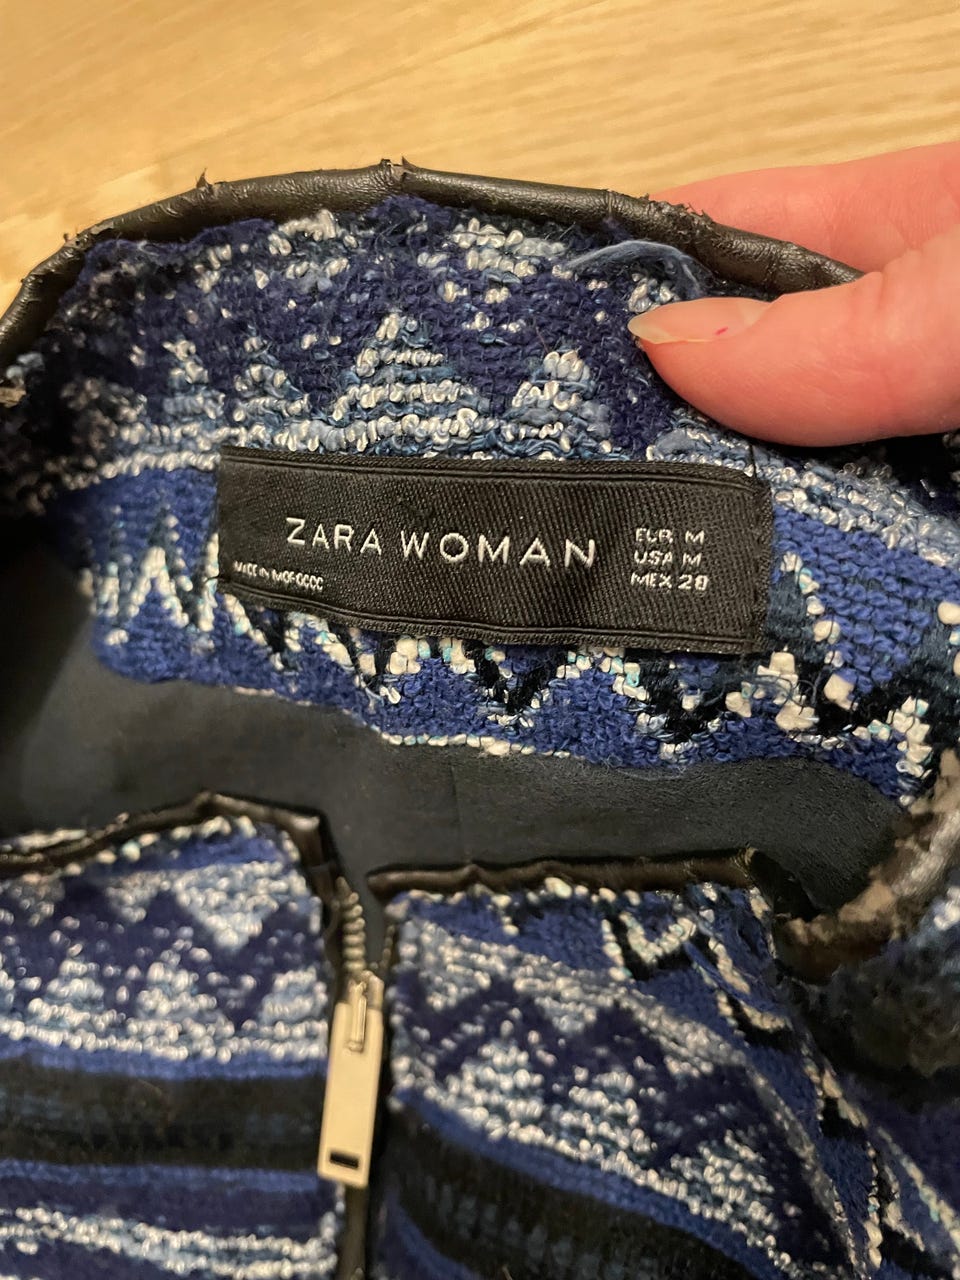 ZARA WOMAN
MADE IN MOROCCO
EUR M
USA M
MEX 28